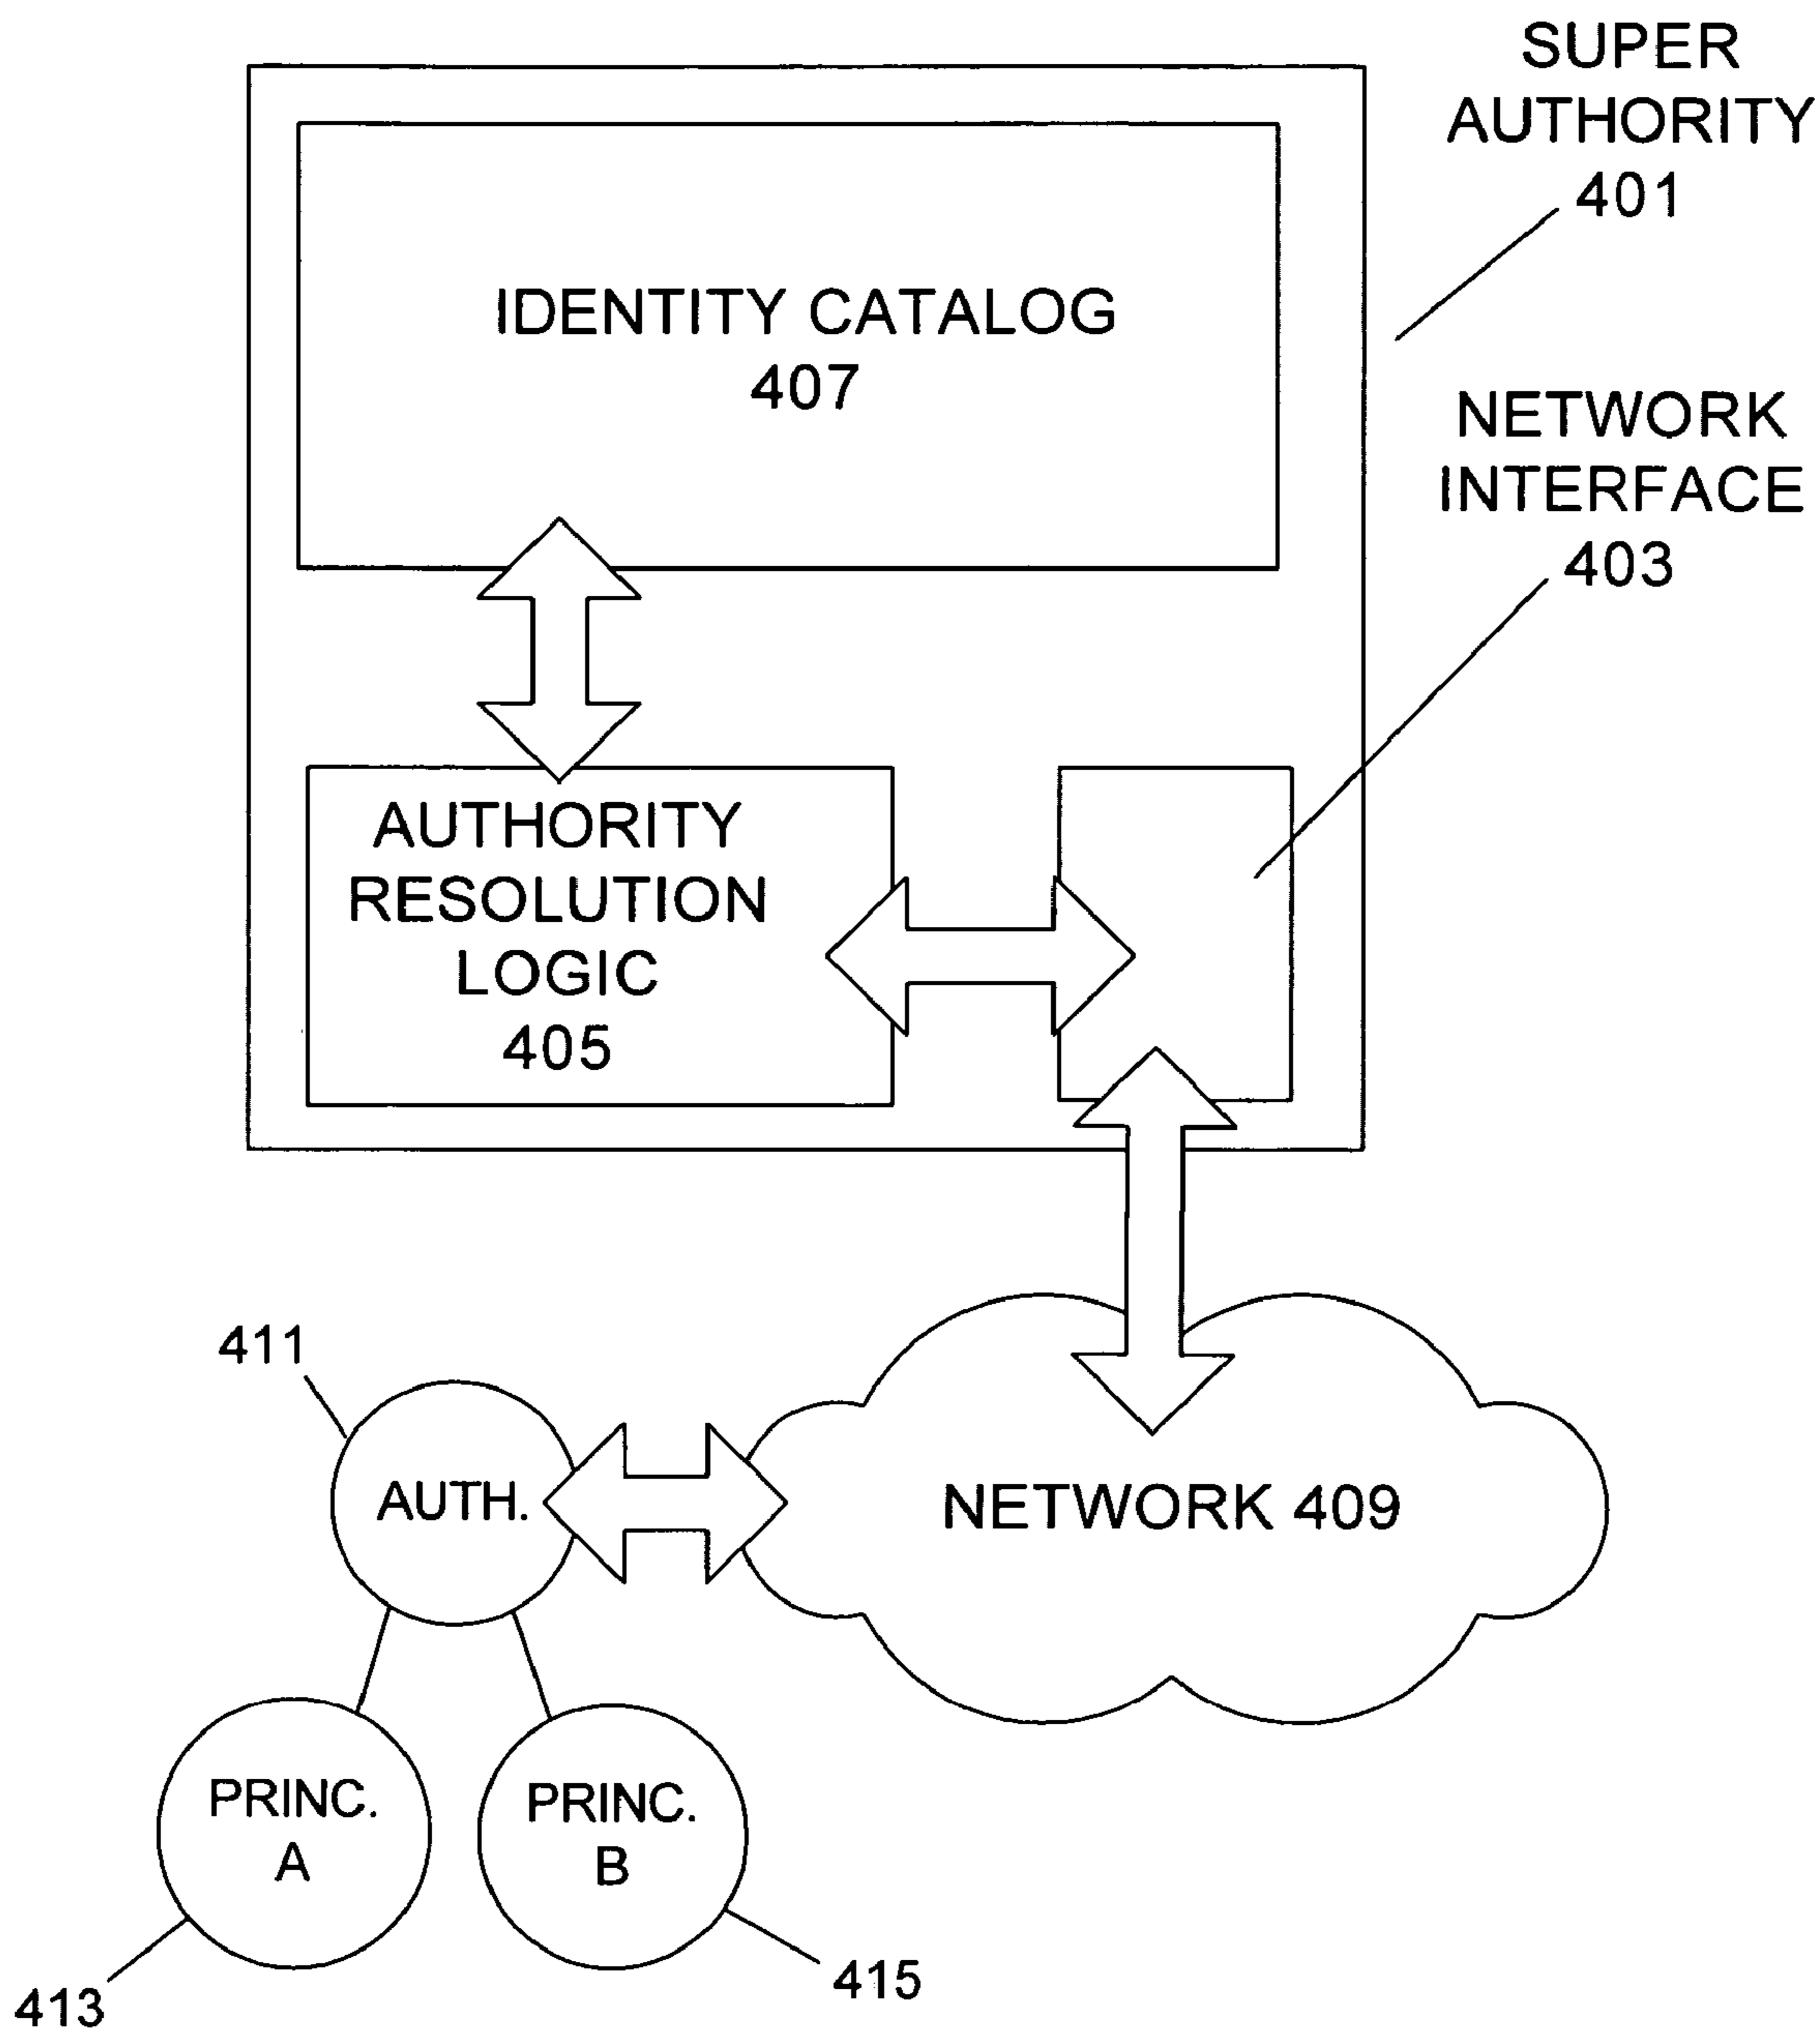 SUPER
AUTHORITY
401
IDENTITY CATALOG
407
NETWORK
INTERFACE
403
AUTHORITY
RESOLUTION
LOGIC
405
411
AUTH.
NETWORK 409
PRINC.
A
PRINC.
B
413
415